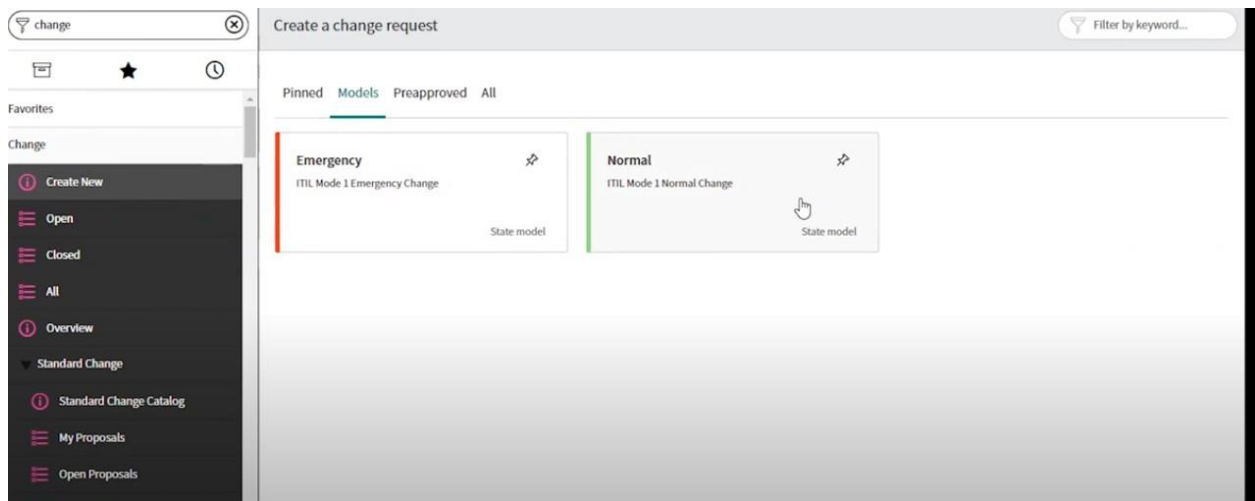 change
Create a change request
Filter by keyword...
Favorites
Change
Create New
Open
Closed
All
Overview
Standard Change
Standard Change Catalog
My Proposals
Open Proposals
Pinned Models Preapproved All
Emergency
ITIL Mode 1 Emergency Change
State model
Normal
ITIL Mode 1 Normal Change
State model